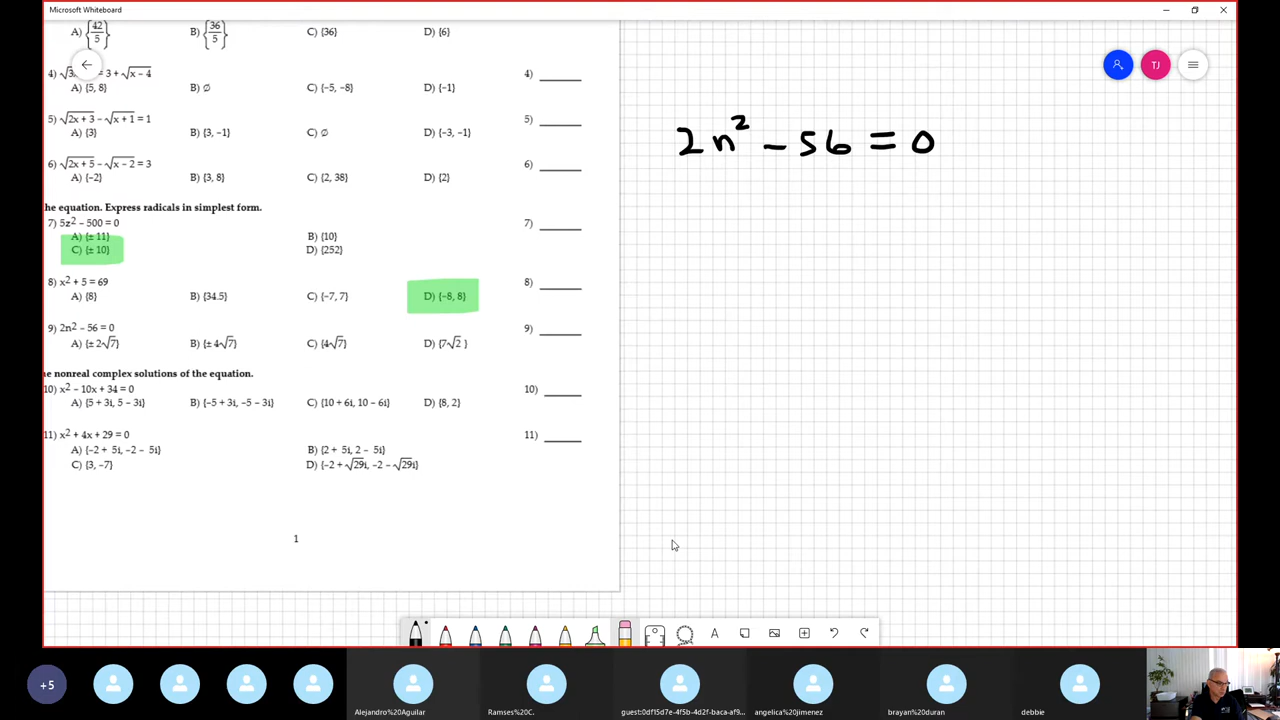 Microsoft Whiteboard
A) {42/5} B) {36/5} C) {36} D) {6}
4) = 3 + √x − 4 4) ______
A) {5, 8} B) ∅ C) {−5, −8} D) {−1}
5) √2x + 3 − √x + 1 = 1 5) ______
A) {3} B) {3, −1} C) ∅ D) {−3, −1}
6) √2x + 5 − √x − 2 = 3 6) ______
A) {−2} B) {3, 8} C) {2, 38} D) {2}
he equation. Express radicals in simplest form.
7) 5z² − 500 = 0 7) ______
A) {± 11} B) {10}
C) {± 10} D) {252}
8) x² + 5 = 69 8) ______
A) {8} B) {34.5} C) {−7, 7} D) {−8, 8}
9) 2n² − 56 = 0 9) ______
A) {± 2√7} B) {± 4√7} C) {4√7} D) {7√2 }
e nonreal complex solutions of the equation.
10) x² − 10x + 34 = 0 10) ______
A) {5 + 3i, 5 − 3i} B) {−5 + 3i, −5 − 3i} C) {10 + 6i, 10 − 6i} D) {8, 2}
11) x² + 4x + 29 = 0 11) ______
A) {−2 + 5i, −2 − 5i} B) {2 + 5i, 2 − 5i}
C) {3, −7} D) {−2 + √29i, −2 − √29i}
1
2n² − 56 = 0
TJ
A
+5
Alejandro%20Aguilar
Ramses%20C.
guest:0df15d7e-4f5b-4d2f-baca-af9...
angelica%20jimenez
brayan%20duran
debbie